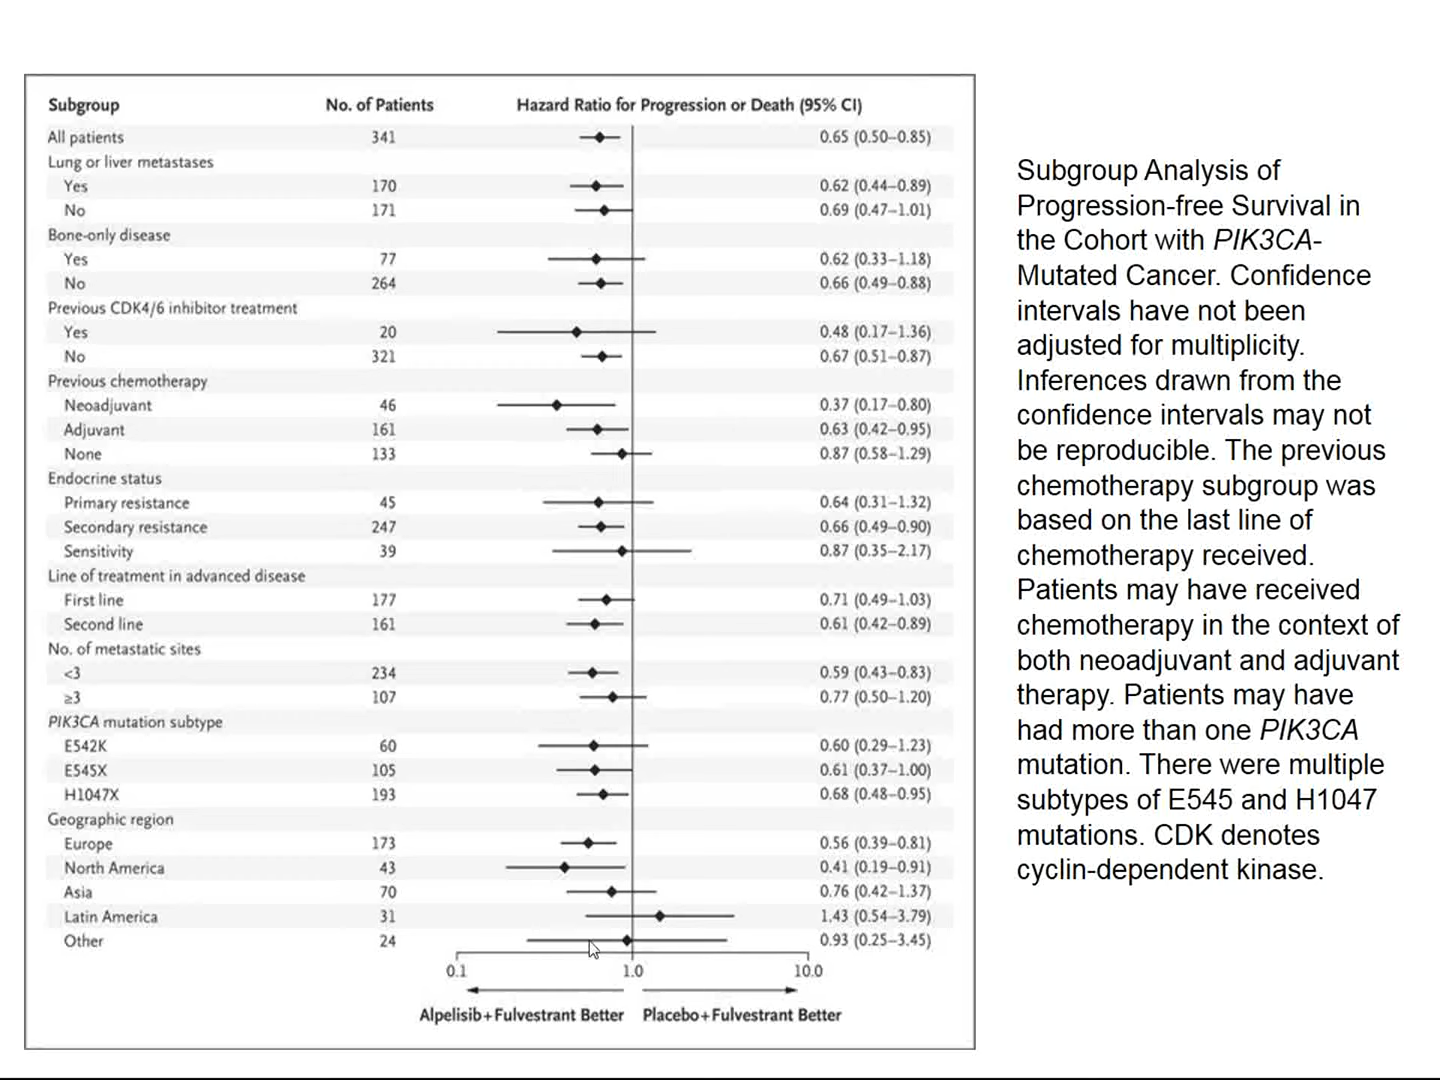 Subgroup No. of Patients Hazard Ratio for Progression or Death (95% CI)
All patients 341 0.65 (0.50–0.85)
Lung or liver metastases
Yes 170 0.62 (0.44–0.89)
No 171 0.69 (0.47–1.01)
Bone-only disease
Yes 77 0.62 (0.33–1.18)
No 264 0.66 (0.49–0.88)
Previous CDK4/6 inhibitor treatment
Yes 20 0.48 (0.17–1.36)
No 321 0.67 (0.51–0.87)
Previous chemotherapy
Neoadjuvant 46 0.37 (0.17–0.80)
Adjuvant 161 0.63 (0.42–0.95)
None 133 0.87 (0.58–1.29)
Endocrine status
Primary resistance 45 0.64 (0.31–1.32)
Secondary resistance 247 0.66 (0.49–0.90)
Sensitivity 39 0.87 (0.35–2.17)
Line of treatment in advanced disease
First line 177 0.71 (0.49–1.03)
Second line 161 0.61 (0.42–0.89)
No. of metastatic sites
<3 234 0.59 (0.43–0.83)
≥3 107 0.77 (0.50–1.20)
PIK3CA mutation subtype
E542K 60 0.60 (0.29–1.23)
E545X 105 0.61 (0.37–1.00)
H1047X 193 0.68 (0.48–0.95)
Geographic region
Europe 173 0.56 (0.39–0.81)
North America 43 0.41 (0.19–0.91)
Asia 70 0.76 (0.42–1.37)
Latin America 31 1.43 (0.54–3.79)
Other 24 0.93 (0.25–3.45)
0.1 1.0 10.0
Alpelisib+Fulvestrant Better Placebo+Fulvestrant Better
Subgroup Analysis of
Progression-free Survival in
the Cohort with PIK3CA-
Mutated Cancer. Confidence
intervals have not been
adjusted for multiplicity.
Inferences drawn from the
confidence intervals may not
be reproducible. The previous
chemotherapy subgroup was
based on the last line of
chemotherapy received.
Patients may have received
chemotherapy in the context of
both neoadjuvant and adjuvant
therapy. Patients may have
had more than one PIK3CA
mutation. There were multiple
subtypes of E545 and H1047
mutations. CDK denotes
cyclin-dependent kinase.